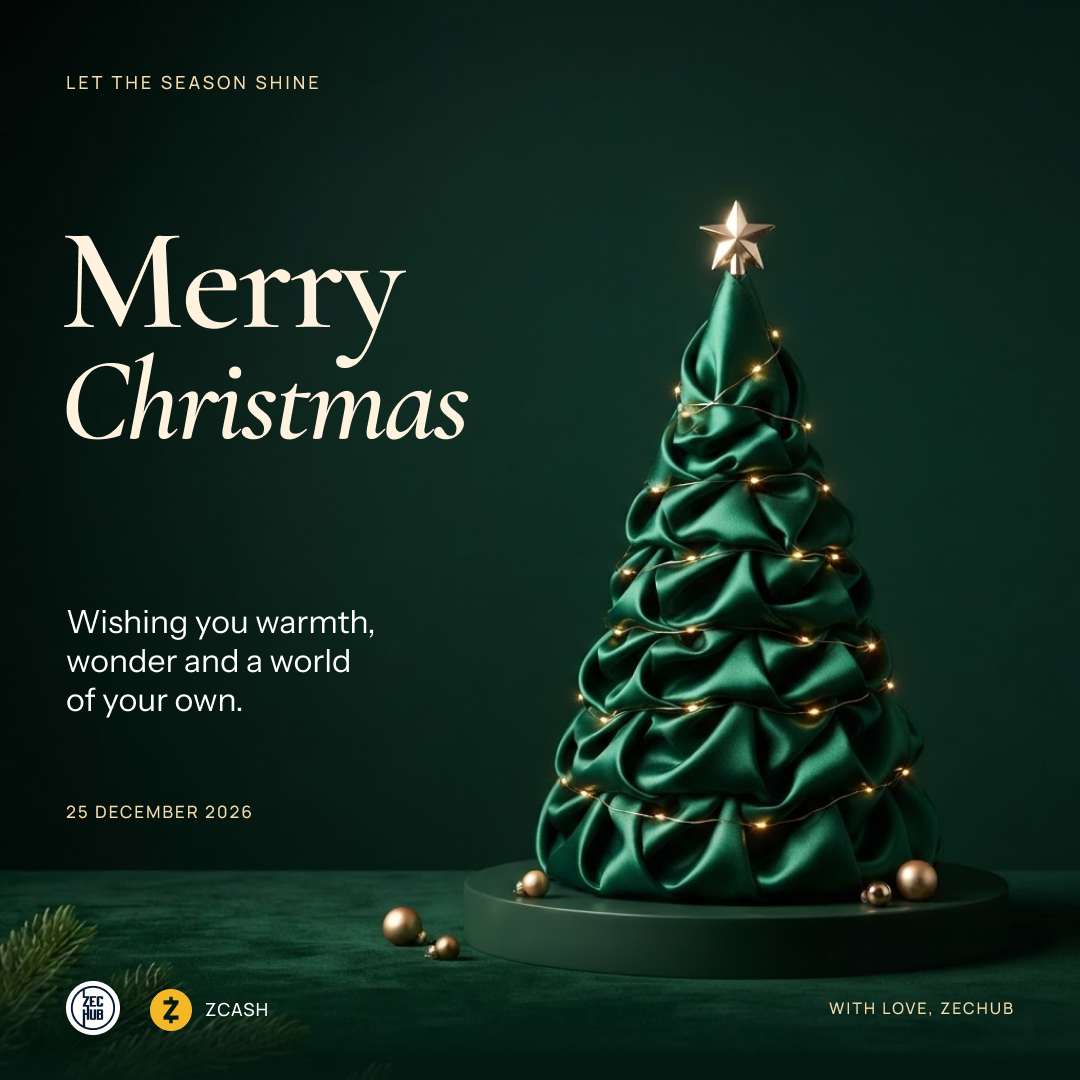 LET THE SEASON SHINE
Merry
Christmas
Wishing you warmth,
wonder and a world
of your own.
25 DECEMBER 2026
ZEC
HUB
ZCASH
WITH LOVE, ZECHUB